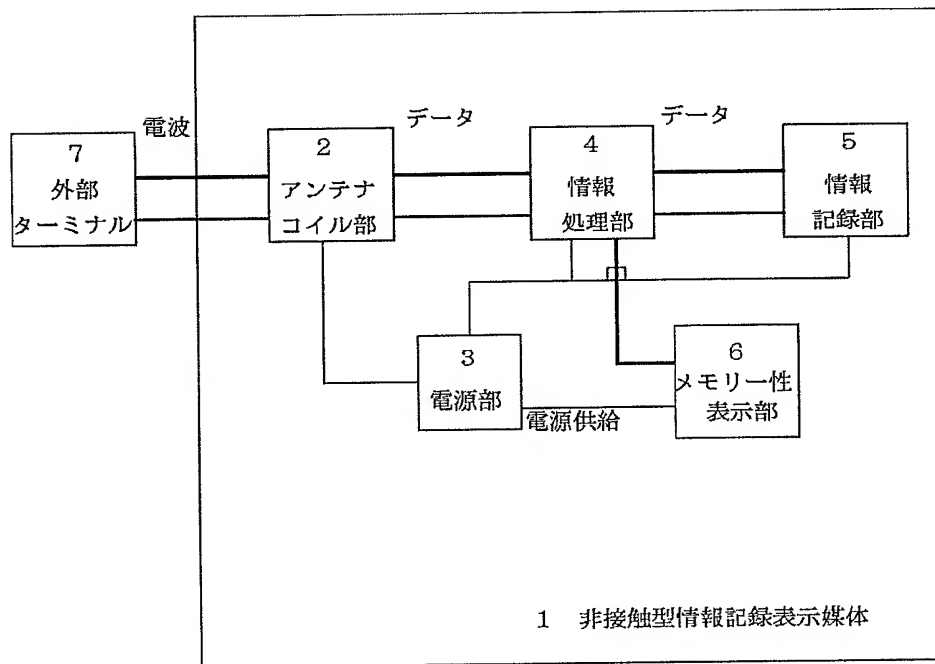 電波
データ
データ
7
外部
ターミナル
2
アンテナ
コイル部
4
情報
処理部
5
情報
記録部
3
電源部
電源供給
6
メモリー性
表示部
1 非接触型情報記録表示媒体